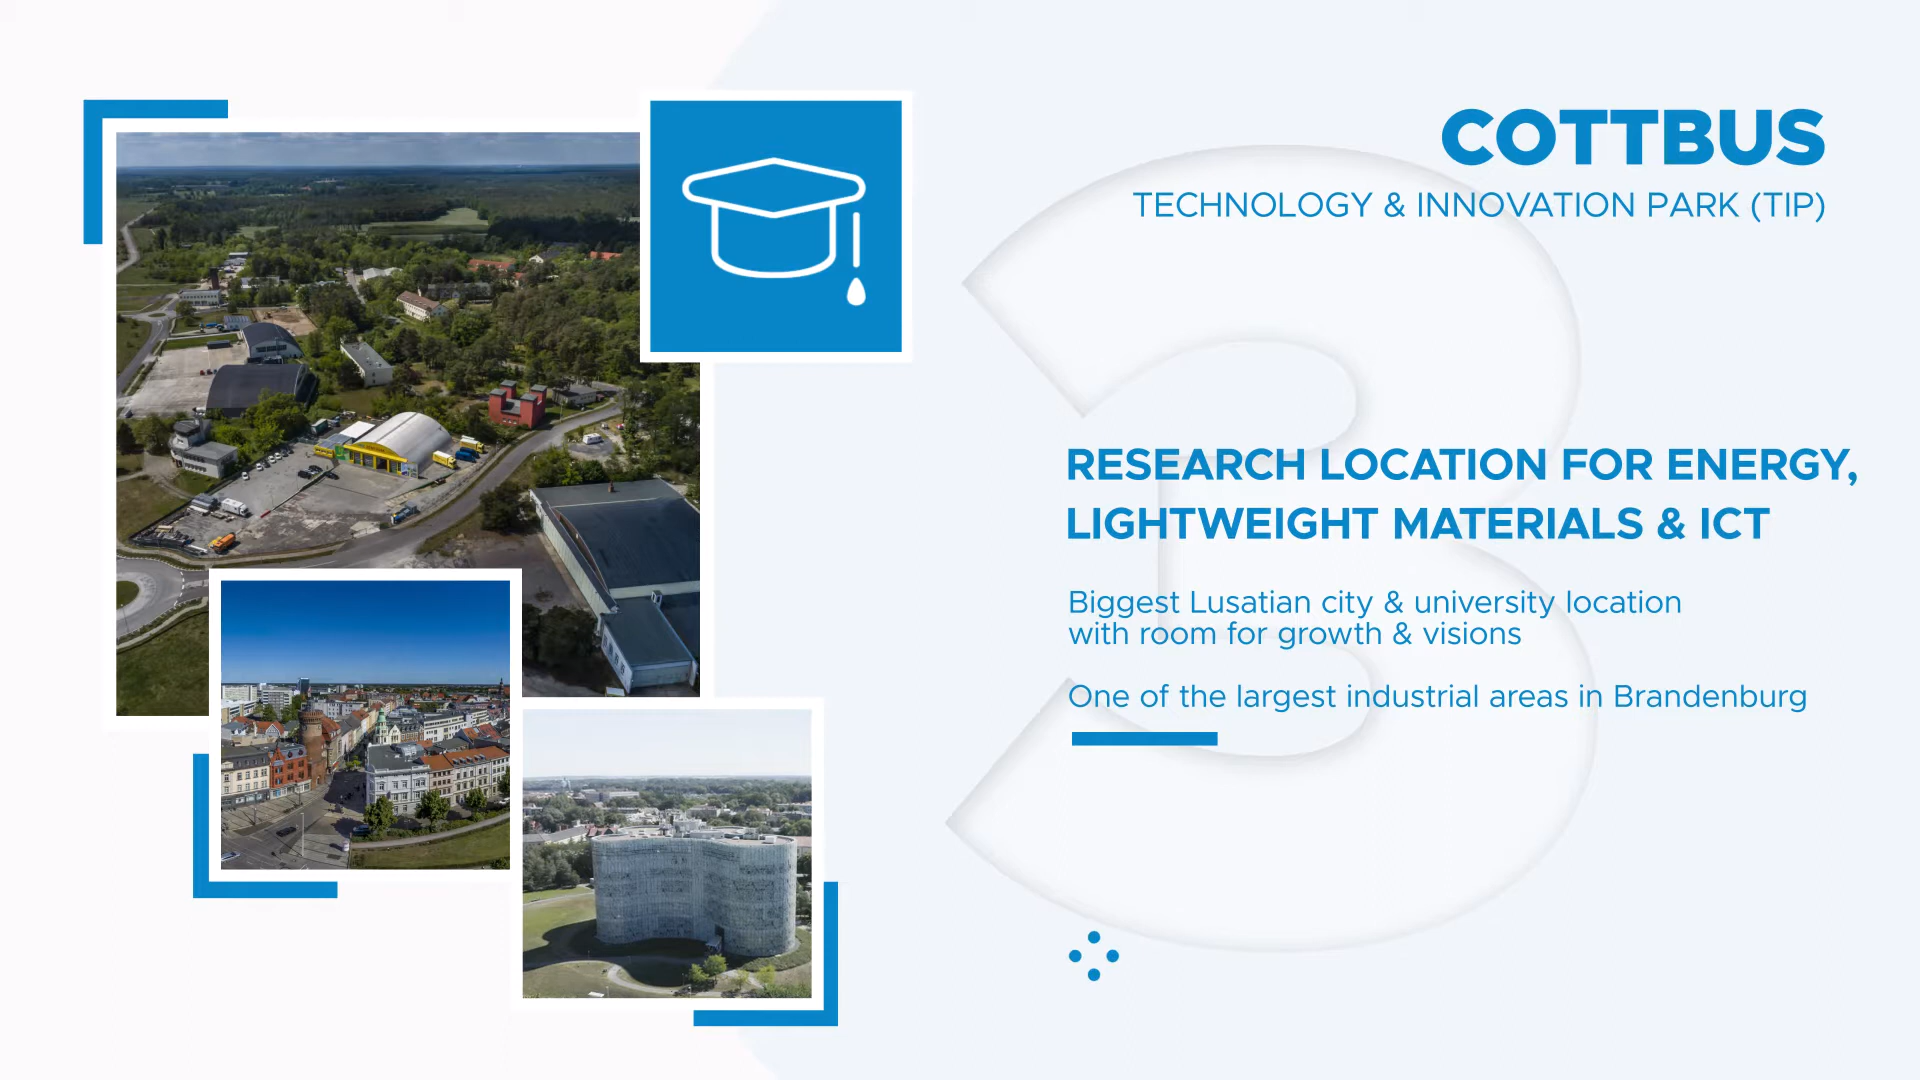 COTTBUS
TECHNOLOGY & INNOVATION PARK (TIP)
3
RESEARCH LOCATION FOR ENERGY,
LIGHTWEIGHT MATERIALS & ICT
Biggest Lusatian city & university location
with room for growth & visions
One of the largest industrial areas in Brandenburg